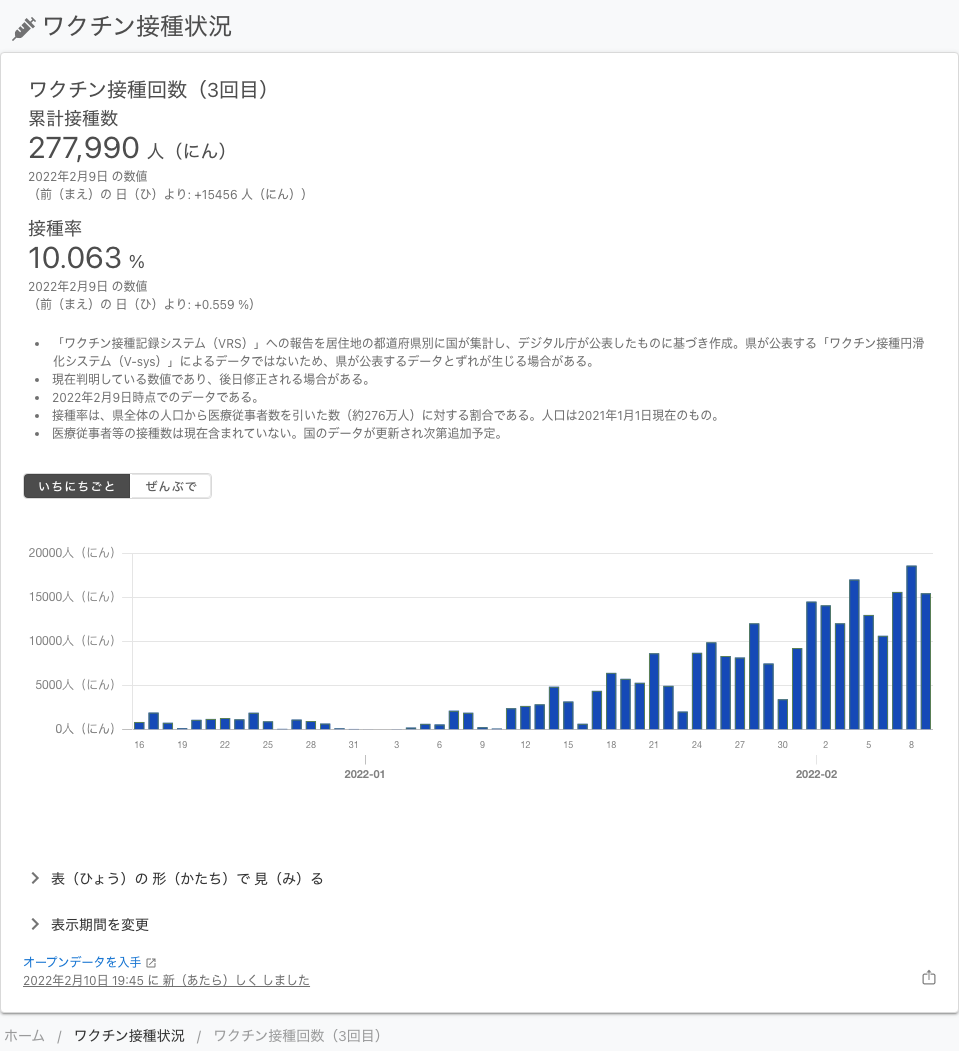 ワクチン接種状況
ワクチン接種回数（3回目）
累計接種数
277,990 人（にん）
2022年2月9日 の数値
（前（まえ）の 日（ひ）より: +15456 人（にん））
接種率
10.063 %
2022年2月9日 の数値
（前（まえ）の 日（ひ）より: +0.559 %）
• 「ワクチン接種記録システム（VRS）」への報告を居住地の都道府県別に国が集計し、デジタル庁が公表したものに基づき作成。県が公表する「ワクチン接種円滑
化システム（V-sys）」によるデータではないため、県が公表するデータとずれが生じる場合がある。
• 現在判明している数値であり、後日修正される場合がある。
• 2022年2月9日時点でのデータである。
• 接種率は、県全体の人口から医療従事者数を引いた数（約276万人）に対する割合である。人口は2021年1月1日現在のもの。
• 医療従事者等の接種数は現在含まれていない。国のデータが更新され次第追加予定。
いちにちごと ぜんぶで
20000人（にん）
15000人（にん）
10000人（にん）
5000人（にん）
0人（にん）
16 19 22 25 28 31 3 6 9 12 15 18 21 24 27 30 2 5 8
2022-01 2022-02
表（ひょう）の 形（かたち）で 見（み）る
表示期間を変更
オープンデータを入手
2022年2月10日 19:45 に 新（あたら）しく しました
ホーム / ワクチン接種状況 / ワクチン接種回数（3回目）